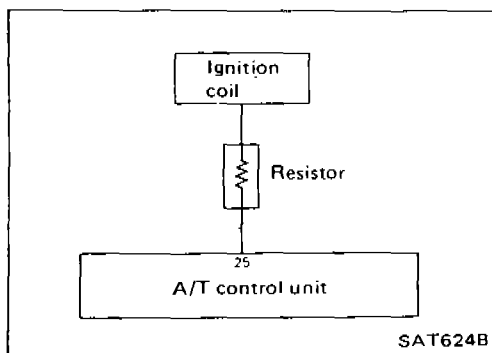 Ignition
coil
Resistor
25
A/T control unit
SAT624B